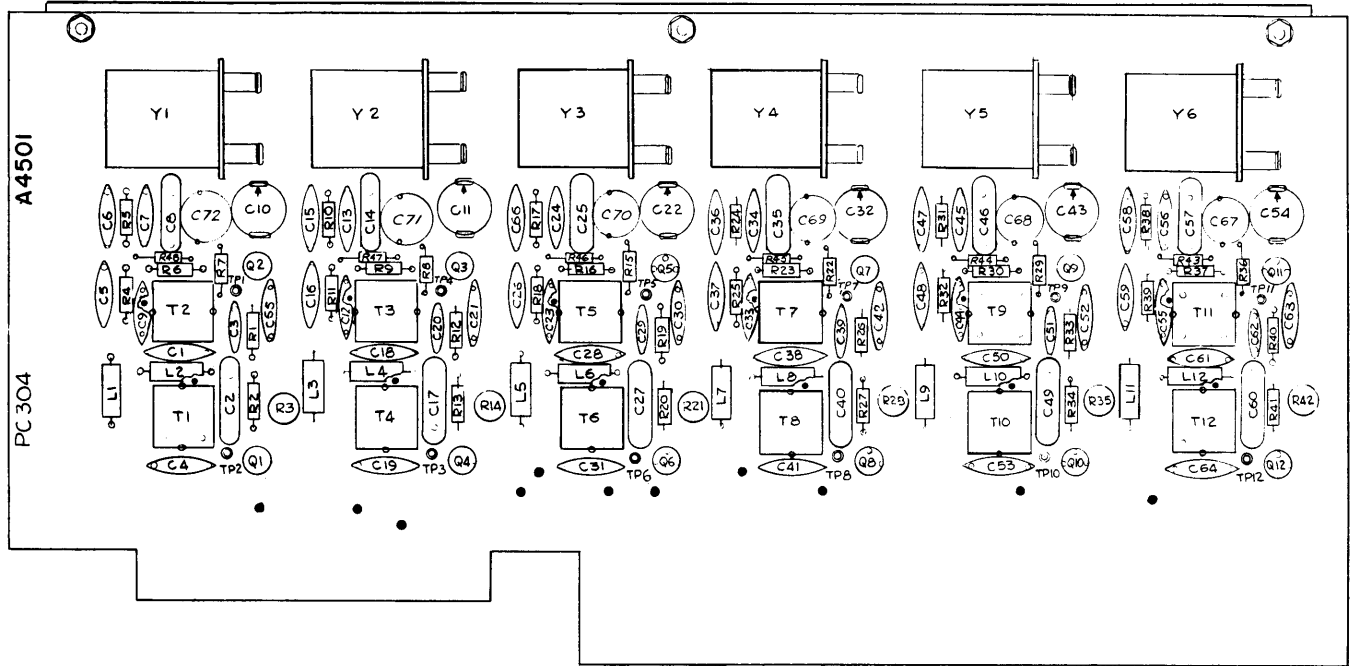 A4501
PC304
Y1 Y2 Y3 Y4 Y5 Y6
C6 R5 C7 C8 C72 C10 C15 R10 C13 C14 C71 C11 C66 R17 C24 C25 C70 C22 C36 R24 C34 C35 C69 C32 C47 R31 C45 C46 C68 C43 C58 R38 C56 C57 C67 C54
R48 R47 R46 R45 R44 R43
R6 R7 Q2 R9 R8 Q3 R16 R15 Q5 R23 R22 Q7 R30 R29 Q9 R37 R36 Q11
TP1 TP4 TP5 TP7 TP9 TP11
C5 R4 C9 T2 C3 R1 C65 C16 R11 C12 T3 C20 R12 C21 C26 R18 C23 T5 C29 R19 C30 C37 R25 C33 T7 C39 R26 C42 C48 R32 C44 T9 C51 R33 C52 C59 R39 C55 T11 C62 R40 C63
C1 C18 C28 C38 C50 C61
L1 L2 L3 L4 L5 L6 L7 L8 L9 L10 L11 L12
T1 C2 R2 R3 T4 C17 R13 R14 T6 C27 R20 R21 T8 C40 R27 T10 C49 R34 R35 T12 C60 R41 R42
C4 TP2 Q1 C19 TP3 Q4 C31 TP6 Q6 C41 TP8 Q8 C53 TP10 Q10 C64 TP12 Q12